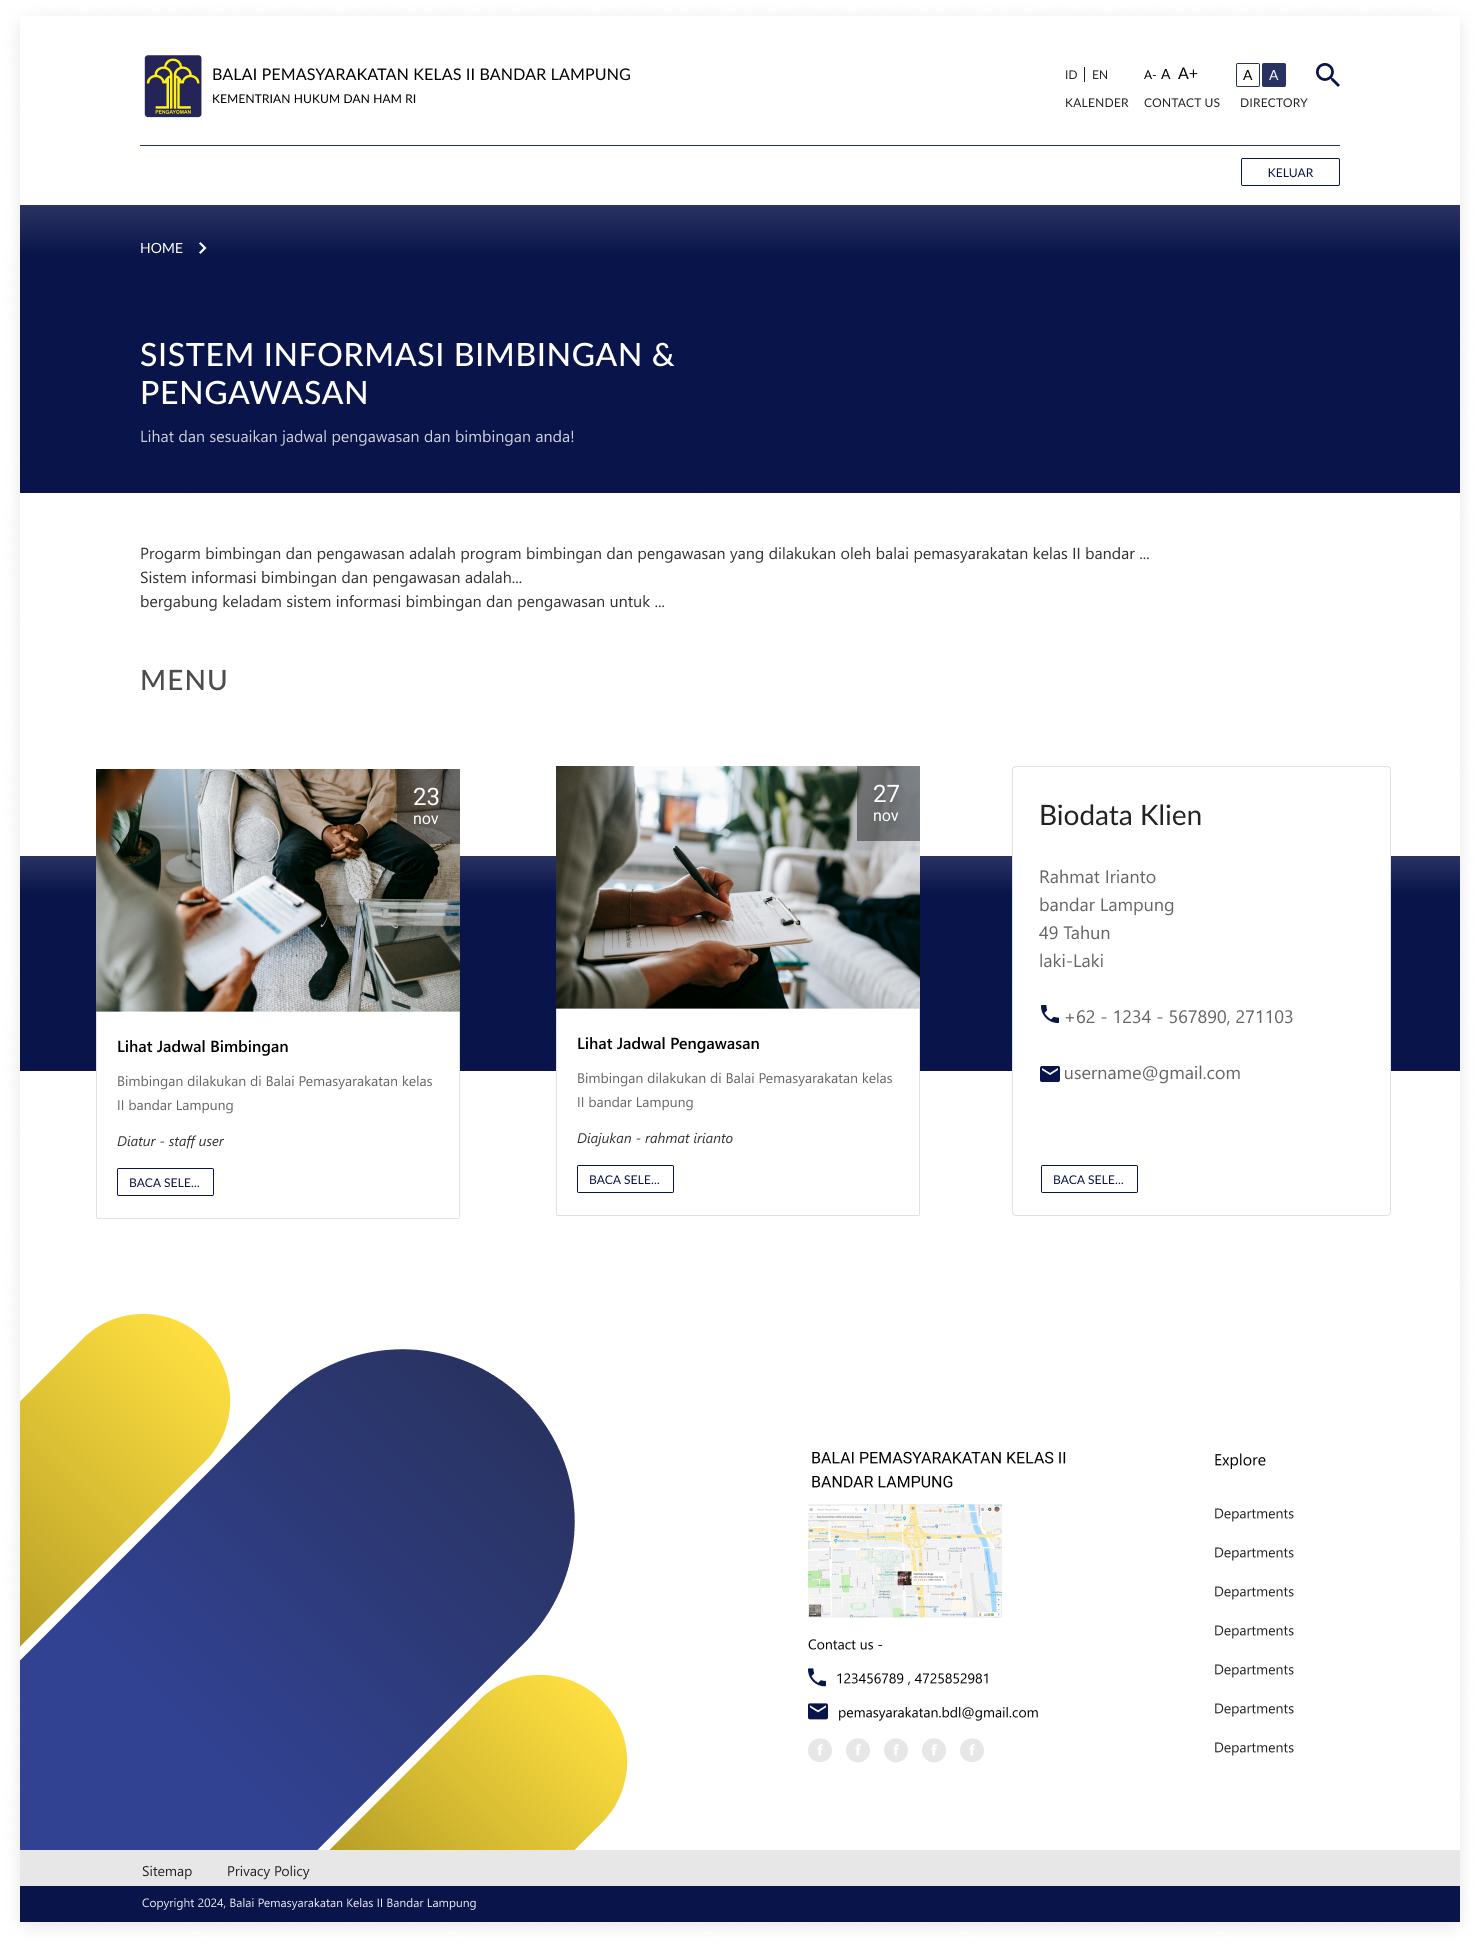 PENGAYOMAN
BALAI PEMASYARAKATAN KELAS II BANDAR LAMPUNG
KEMENTRIAN HUKUM DAN HAM RI
ID | EN
A- A A+
A A
KALENDER CONTACT US DIRECTORY
KELUAR
HOME
SISTEM INFORMASI BIMBINGAN &
PENGAWASAN
Lihat dan sesuaikan jadwal pengawasan dan bimbingan anda!
Progarm bimbingan dan pengawasan adalah program bimbingan dan pengawasan yang dilakukan oleh balai pemasyarakatan kelas II bandar ...
Sistem informasi bimbingan dan pengawasan adalah...
bergabung keladam sistem informasi bimbingan dan pengawasan untuk ...
MENU
23
nov
Lihat Jadwal Bimbingan
Bimbingan dilakukan di Balai Pemasyarakatan kelas
II bandar Lampung
Diatur - staff user
BACA SELE...
27
nov
Lihat Jadwal Pengawasan
Bimbingan dilakukan di Balai Pemasyarakatan kelas
II bandar Lampung
Diajukan - rahmat irianto
BACA SELE...
Biodata Klien
Rahmat Irianto
bandar Lampung
49 Tahun
laki-Laki
+62 - 1234 - 567890, 271103
username@gmail.com
BACA SELE...
BALAI PEMASYARAKATAN KELAS II
BANDAR LAMPUNG
Contact us -
123456789 , 4725852981
pemasyarakatan.bdl@gmail.com
f f f f f
Explore
Departments
Departments
Departments
Departments
Departments
Departments
Departments
Sitemap Privacy Policy
Copyright 2024, Balai Pemasyarakatan Kelas II Bandar Lampung